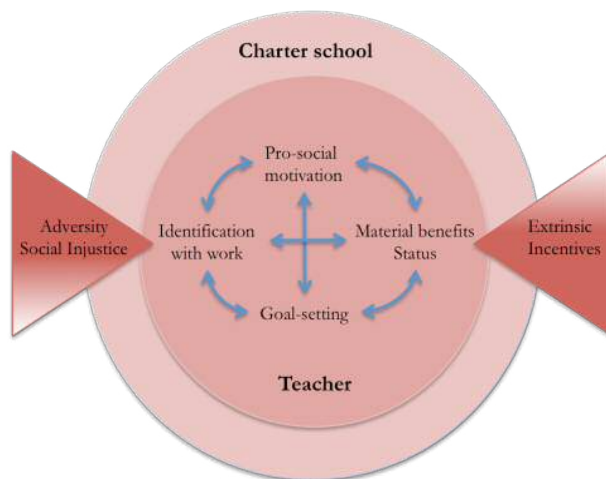 Charter school
Pro-social
motivation
Adversity
Social Injustice
Identification
with work
Material benefits
Status
Extrinsic
Incentives
Goal-setting
Teacher